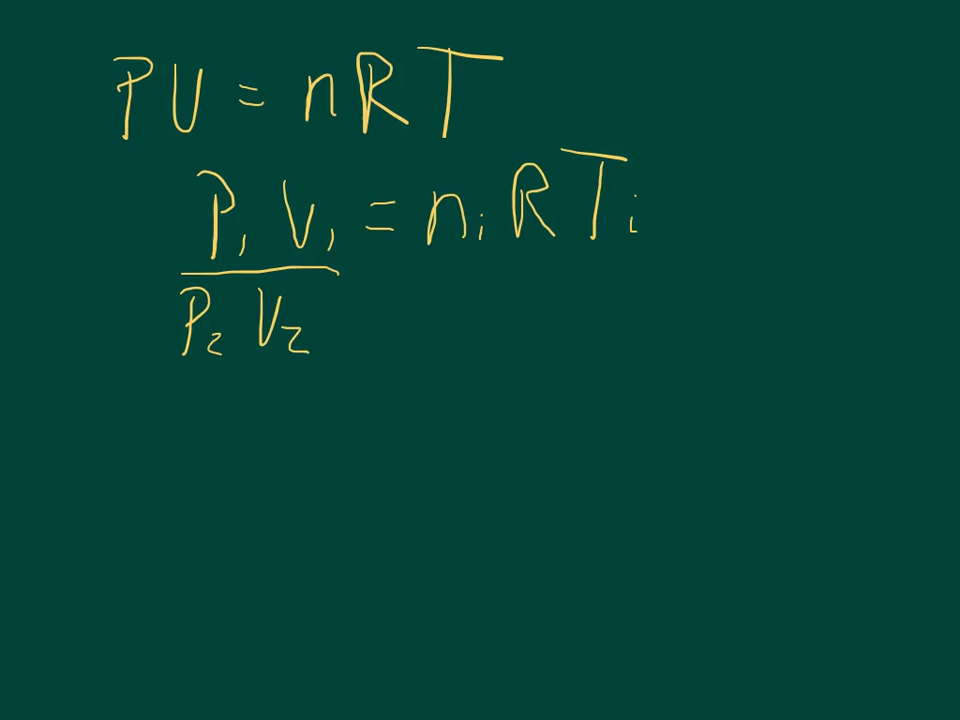 PV = nRT
P₁ V₁ = n₁ R T₁
P₂ V₂